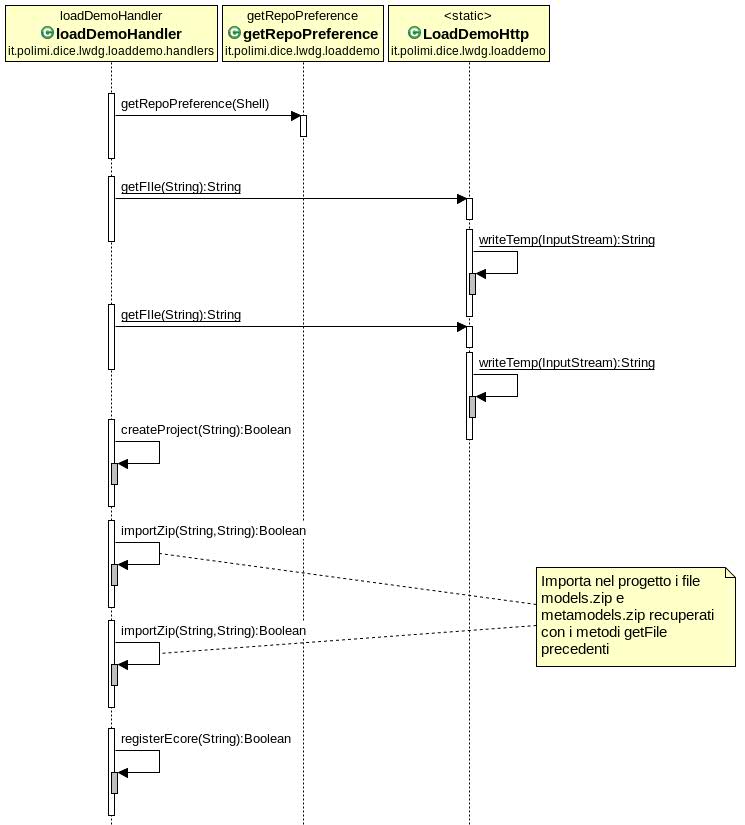 loadDemoHandler
loadDemoHandler
it.polimi.dice.lwdg.loaddemo.handlers
getRepoPreference
getRepoPreference
it.polimi.dice.lwdg.loaddemo
<static>
LoadDemoHttp
it.polimi.dice.lwdg.loaddemo
getRepoPreference(Shell)
getFIle(String):String
writeTemp(InputStream):String
getFIle(String):String
writeTemp(InputStream):String
createProject(String):Boolean
importZip(String,String):Boolean
Importa nel progetto i file
models.zip e
metamodels.zip recuperati
con i metodi getFile
precedenti
importZip(String,String):Boolean
registerEcore(String):Boolean